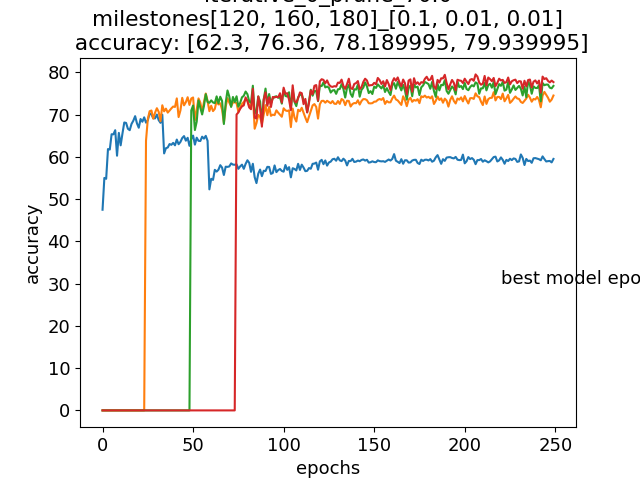 milestones[120, 160, 180]_[0.1, 0.01, 0.01]
accuracy: [62.3, 76.36, 78.189995, 79.939995]
80
70
60
50
40
30
20
10
0
accuracy
best model epo
0 50 100 150 200 250
epochs